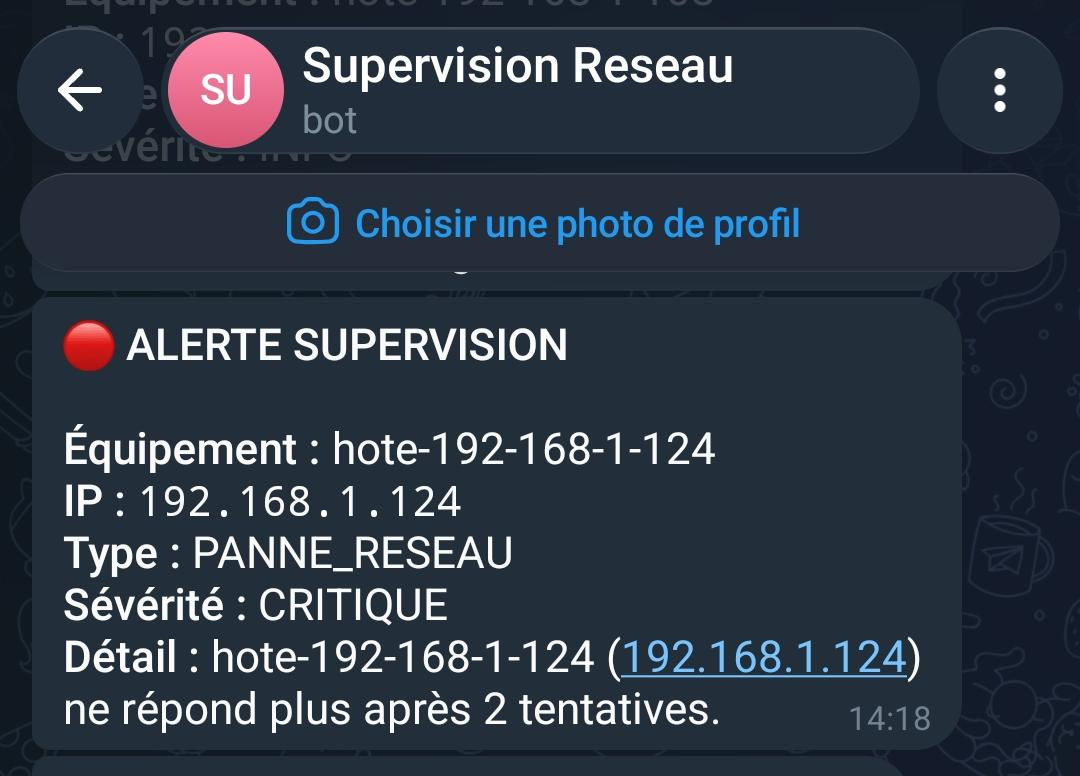 Supervision Reseau
SU
bot
Sévérité : INFO
Choisir une photo de profil
🔴 ALERTE SUPERVISION
Équipement : hote-192-168-1-124
IP : 192.168.1.124
Type : PANNE_RESEAU
Sévérité : CRITIQUE
Détail : hote-192-168-1-124 (192.168.1.124)
ne répond plus après 2 tentatives.
14:18